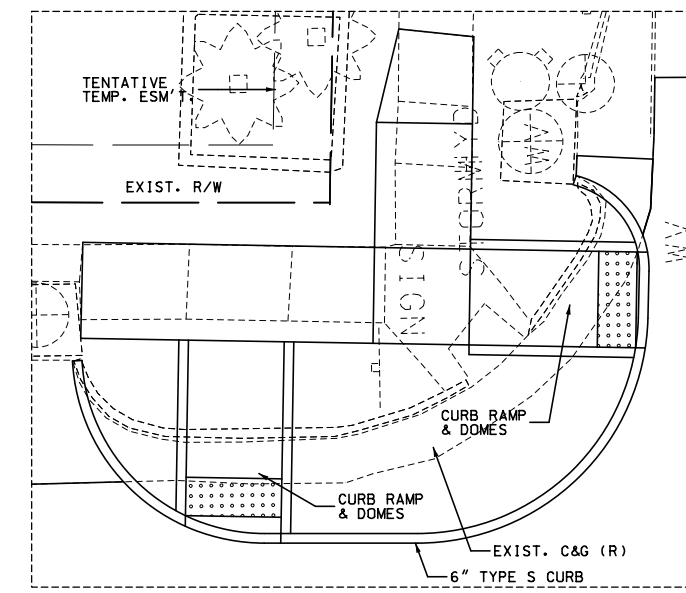 TENTATIVE
TEMP. ESM'T.
EXIST. R/W
SIGN
CURB RAMP
& DOMES
CURB RAMP
& DOMES
EXIST. C&G (R)
6" TYPE S CURB